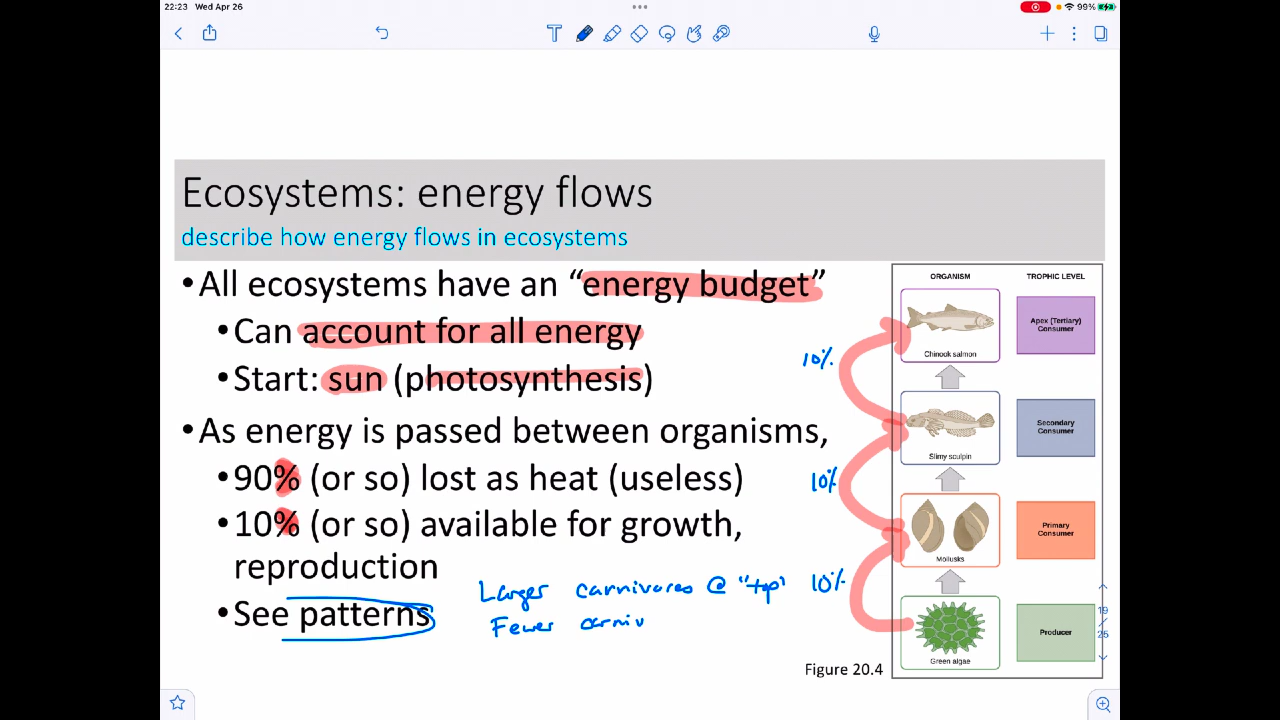 22:23 Wed Apr 26
99%
T
Ecosystems: energy flows
describe how energy flows in ecosystems
•All ecosystems have an “energy budget”
•Can account for all energy
•Start: sun (photosynthesis)
•As energy is passed between organisms,
•90% (or so) lost as heat (useless)
•10% (or so) available for growth,
reproduction
•See patterns
Larger carnivores @ "top"
Fewer carniv
10%
10%
10%
ORGANISM TROPHIC LEVEL
Chinook salmon
Apex (Tertiary)
Consumer
Slimy sculpin
Secondary
Consumer
Mollusks
Primary
Consumer
Green algae
Producer
Figure 20.4
19
/
25